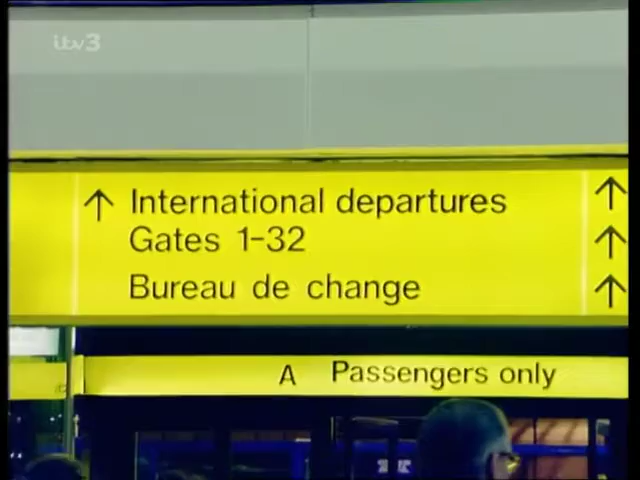 itv3
↑ International departures ↑
Gates 1-32 ↑
Bureau de change ↑
A Passengers only